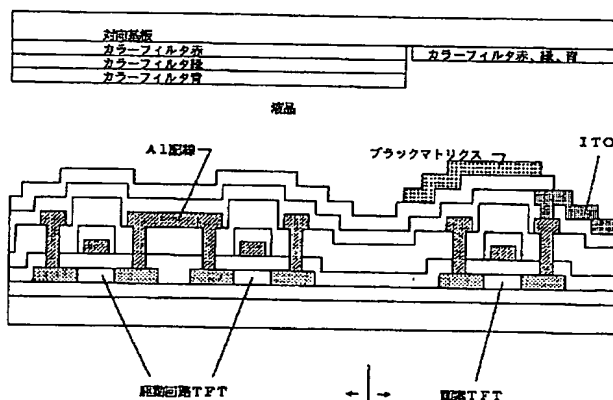 対向基板
カラーフィルタ赤
カラーフィルタ赤、緑、青
カラーフィルタ緑
カラーフィルタ青
液晶
Al配線
ブラックマトリクス
ITO
駆動回路TFT
画素TFT